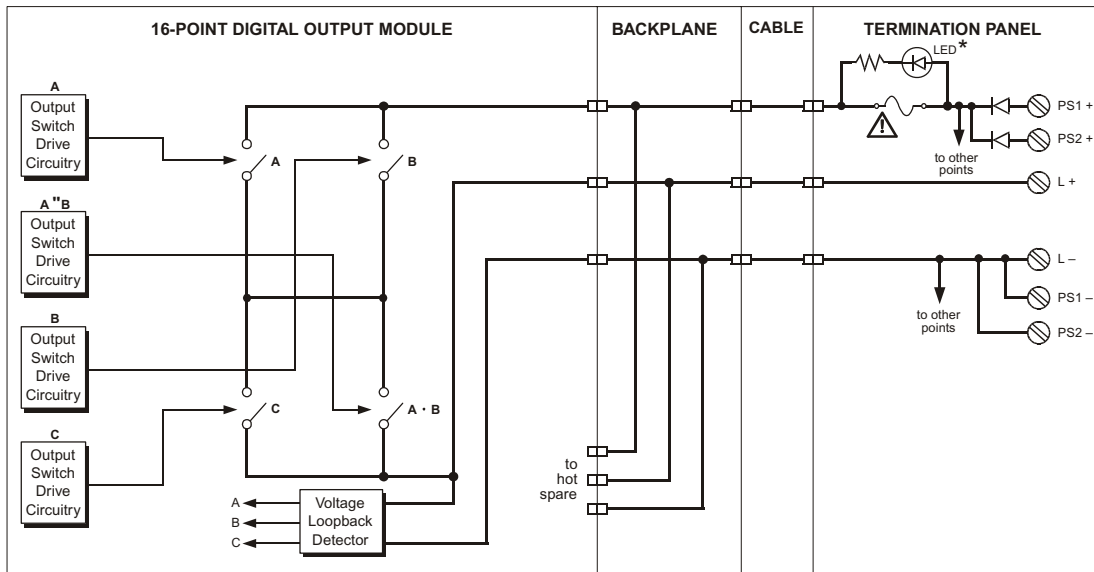 16-POINT DIGITAL OUTPUT MODULE
BACKPLANE
CABLE
TERMINATION PANEL
A
Output
Switch
Drive
Circuitry
A"B
Output
Switch
Drive
Circuitry
B
Output
Switch
Drive
Circuitry
C
Output
Switch
Drive
Circuitry
A
B
C
A · B
A
B
C
Voltage
Loopback
Detector
to
hot
spare
LED*
PS1 +
PS2 +
to other
points
L +
L –
PS1 –
to other
points
PS2 –